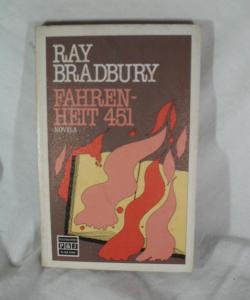 RAY
BRADBURY
FAHREN-
HEIT 451
NOVELA
P&J